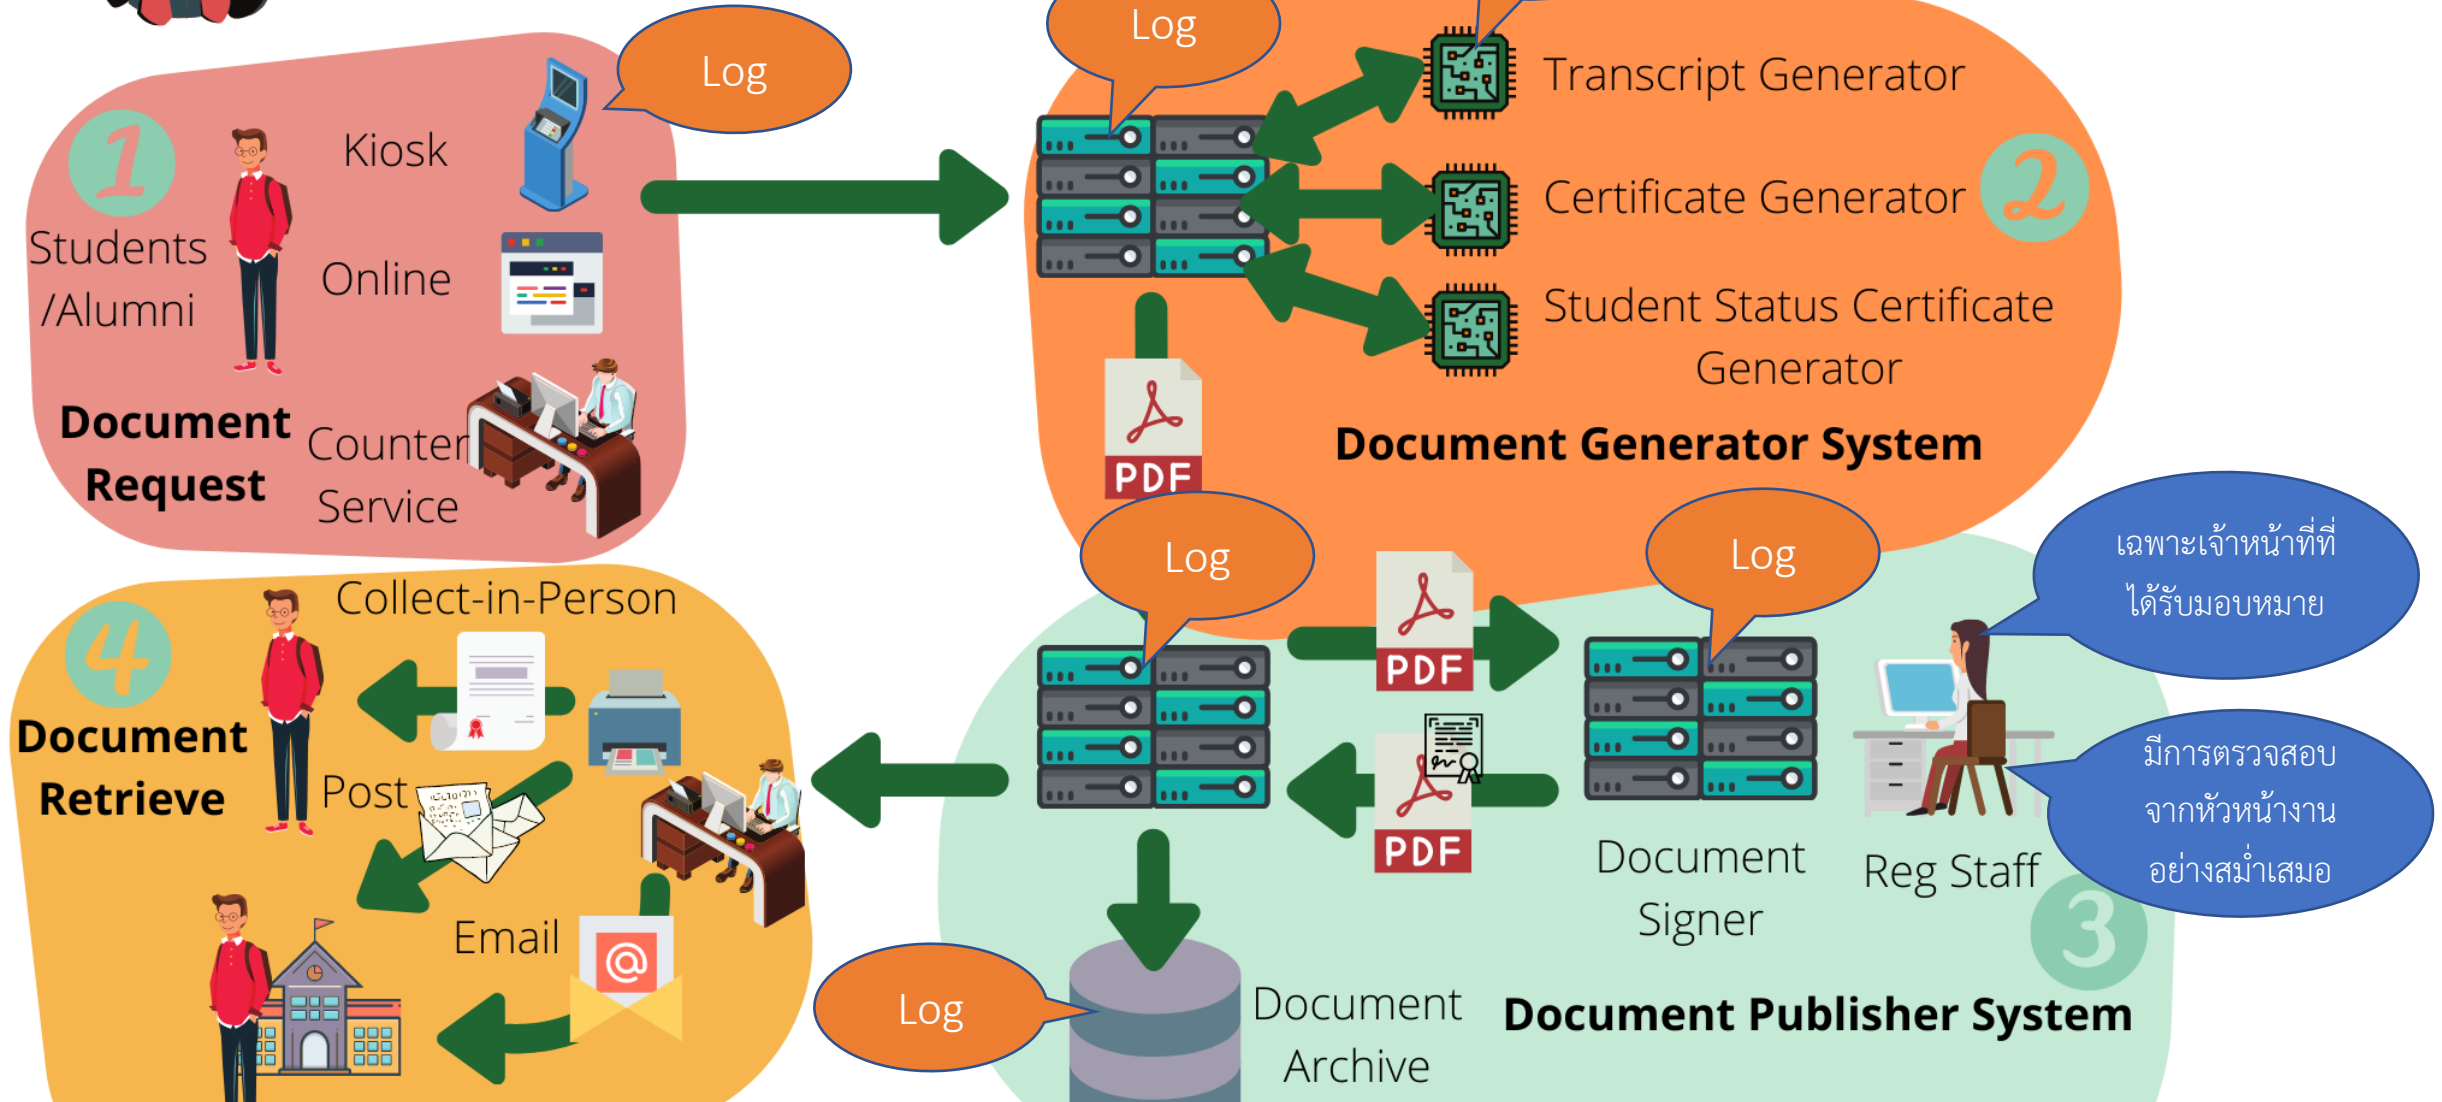 Log
Log
1
Students
/Alumni
Kiosk
Online
Counter
Service
Document
Request
Transcript Generator
Certificate Generator
Student Status Certificate
Generator
2
Document Generator System
PDF
Log
PDF
Log
PDF
Document
Signer
Reg Staff
เฉพาะเจ้าหน้าที่ที่
ได้รับมอบหมาย
มีการตรวจสอบ
จากหัวหน้างาน
อย่างสม่ำเสมอ
3
Log
Document
Archive
Document Publisher System
4
Document
Retrieve
Collect-in-Person
Post
Email
@